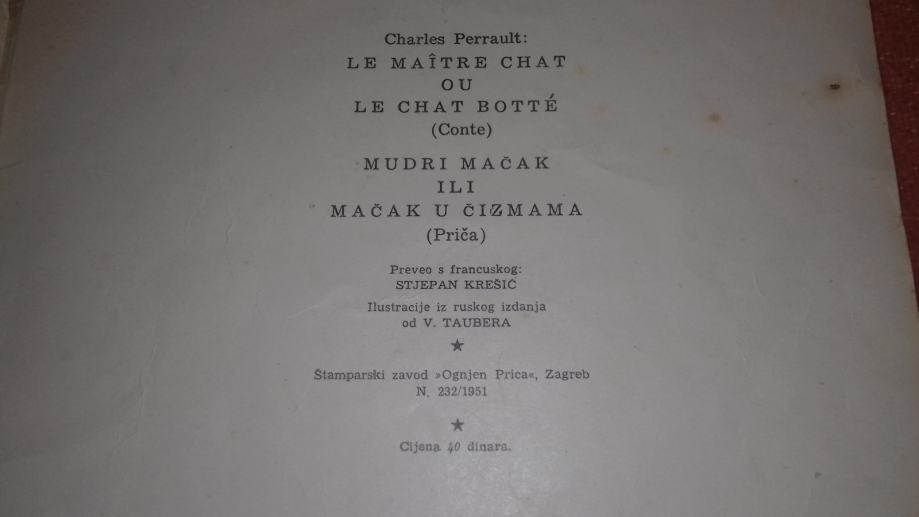 Charles Perrault:
LE MAÎTRE CHAT
OU
LE CHAT BOTTÉ
(Conte)
MUDRI MAČAK
ILI
MAČAK U ČIZMAMA
(Priča)
Preveo s francuskog:
STJEPAN KREŠIĆ
Ilustracije iz ruskog izdanja
od V. TAUBERA
★
Štamparski zavod »Ognjen Prica«, Zagreb
N. 232/1951
★
Cijena 40 dinara.